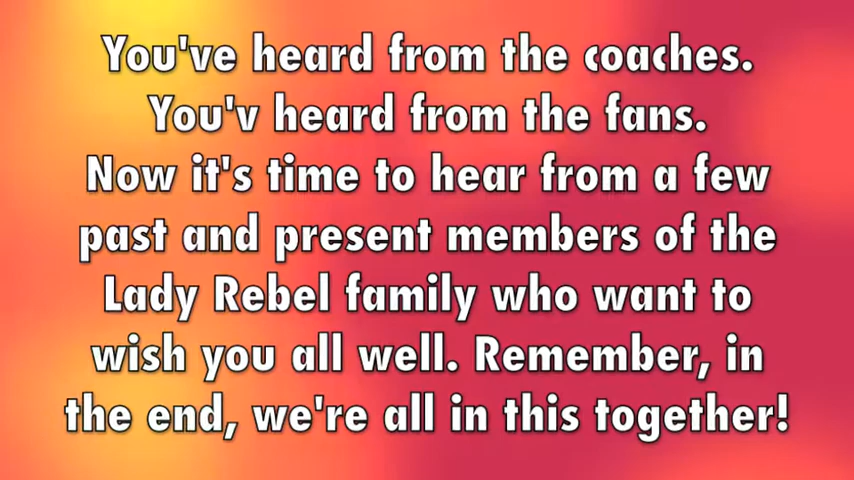 You've heard from the coaches.
You'v heard from the fans.
Now it's time to hear from a few
past and present members of the
Lady Rebel family who want to
wish you all well. Remember, in
the end, we're all in this together!